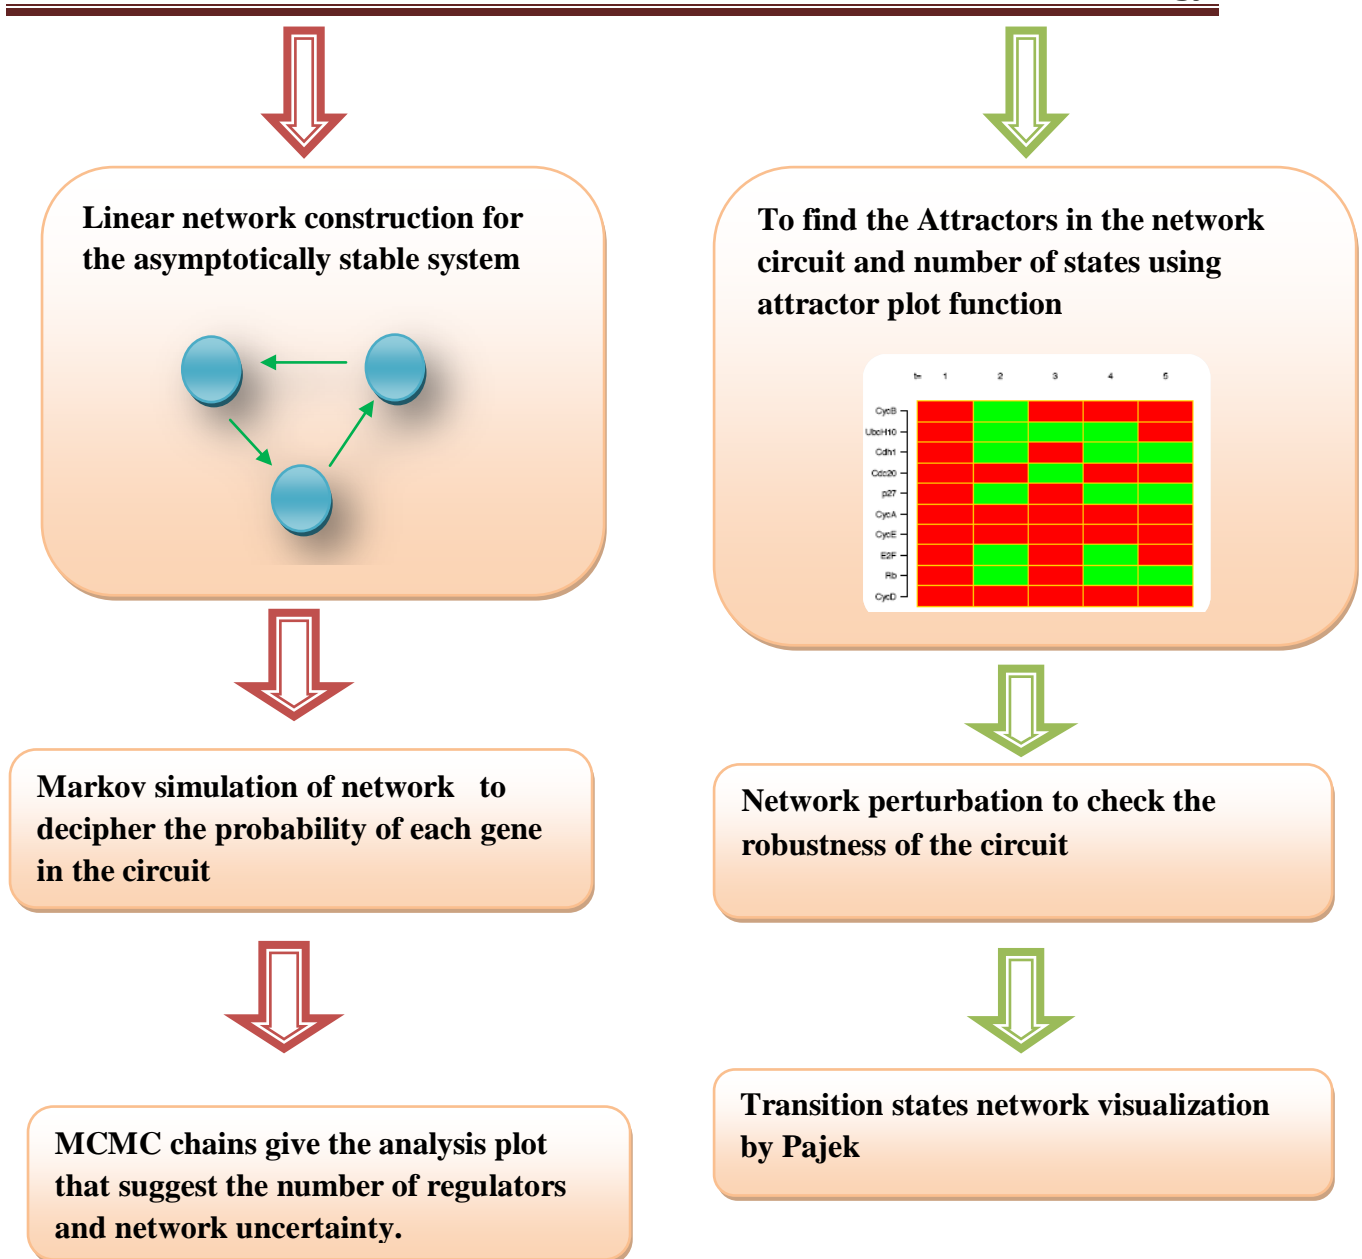 Linear network construction for
the asymptotically stable system
To find the Attractors in the network
circuit and number of states using
attractor plot function
t= 1 2 3 4 5
CycB
UbcH10
Cdh1
Cdc20
p27
CycA
CycE
E2F
Rb
CycD
Markov simulation of network to
decipher the probability of each gene
in the circuit
Network perturbation to check the
robustness of the circuit
MCMC chains give the analysis plot
that suggest the number of regulators
and network uncertainty.
Transition states network visualization
by Pajek